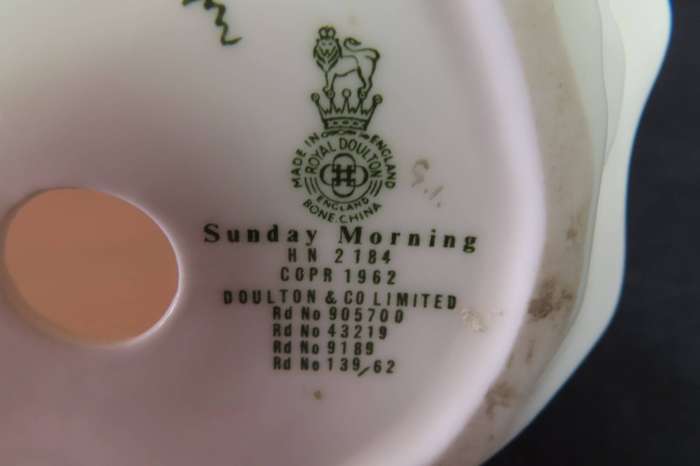 MADE IN ENGLAND
ROYAL DOULTON
ENGLAND
BONE.CHINA
Sunday Morning
HN 2184
COPR 1962
DOULTON & CO LIMITED
Rd No 905700
Rd No 43219
Rd No 9189
Rd No 139/62